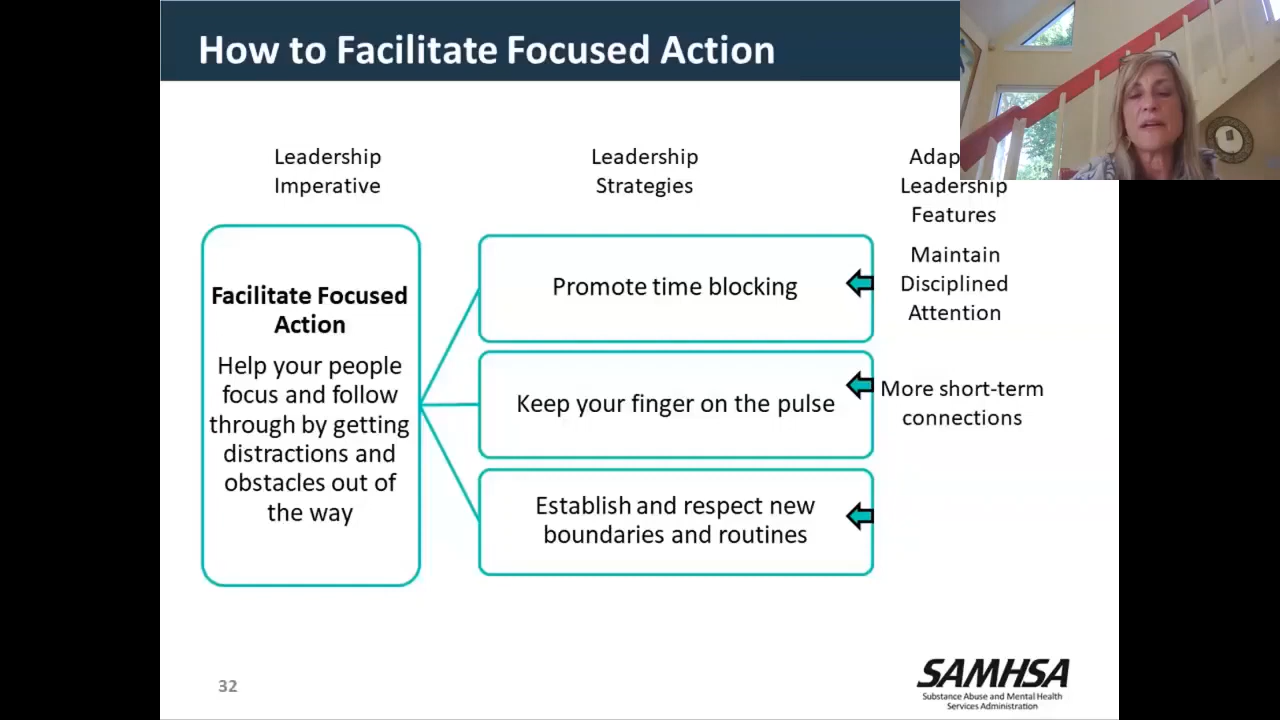 How to Facilitate Focused Action
Leadership
Imperative
Leadership
Strategies
Leadership
Features
Facilitate Focused
Action
Help your people
focus and follow
through by getting
distractions and
obstacles out of
the way
Promote time blocking
Maintain
Disciplined
Attention
Keep your finger on the pulse
More short-term
connections
Establish and respect new
boundaries and routines
32
SAMHSA
Substance Abuse and Mental Health
Services Administration